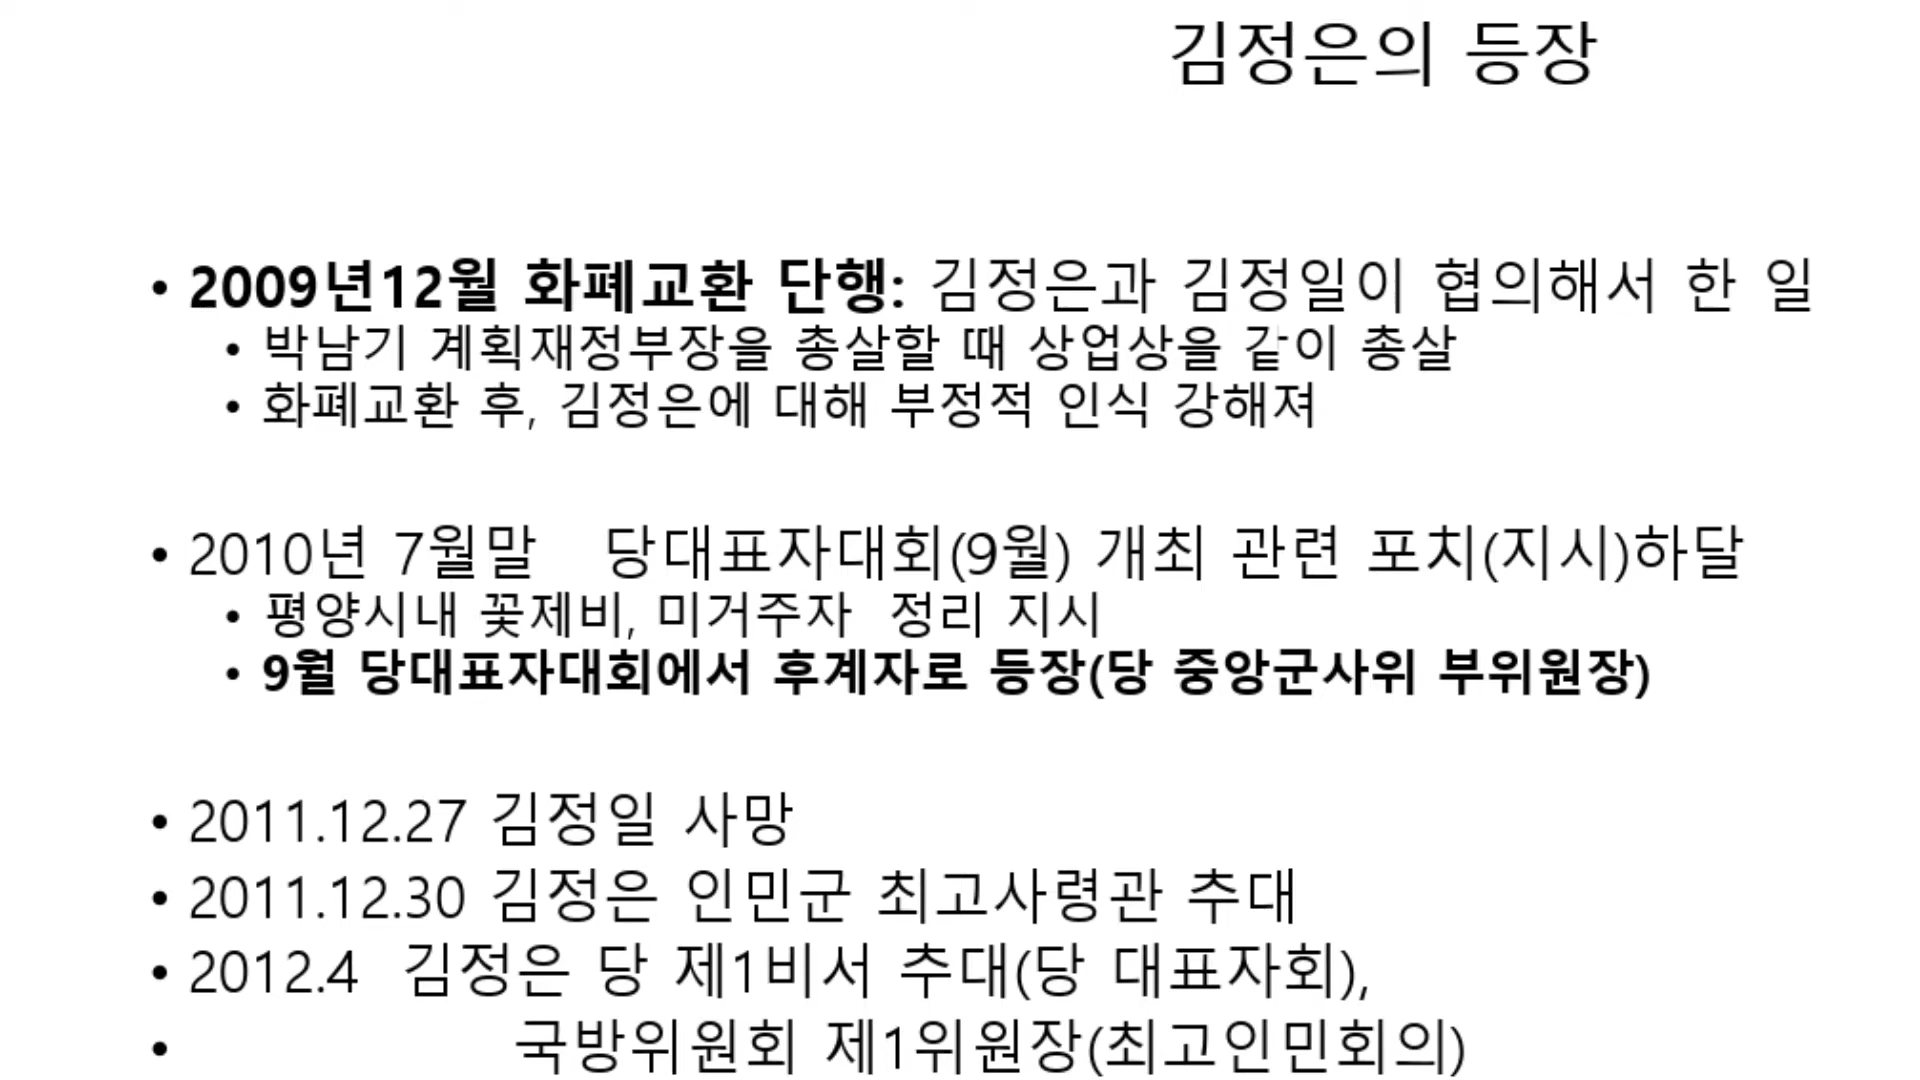 김정은의 등장
• 2009년12월 화폐교환 단행: 김정은과 김정일이 협의해서 한 일
• 박남기 계획재정부장을 총살할 때 상업상을 같이 총살
• 화폐교환 후, 김정은에 대해 부정적 인식 강해져
• 2010년 7월말 당대표자대회(9월) 개최 관련 포치(지시)하달
• 평양시내 꽃제비, 미거주자 정리 지시
• 9월 당대표자대회에서 후계자로 등장(당 중앙군사위 부위원장)
• 2011.12.27 김정일 사망
• 2011.12.30 김정은 인민군 최고사령관 추대
• 2012.4 김정은 당 제1비서 추대(당 대표자회),
• 국방위원회 제1위원장(최고인민회의)